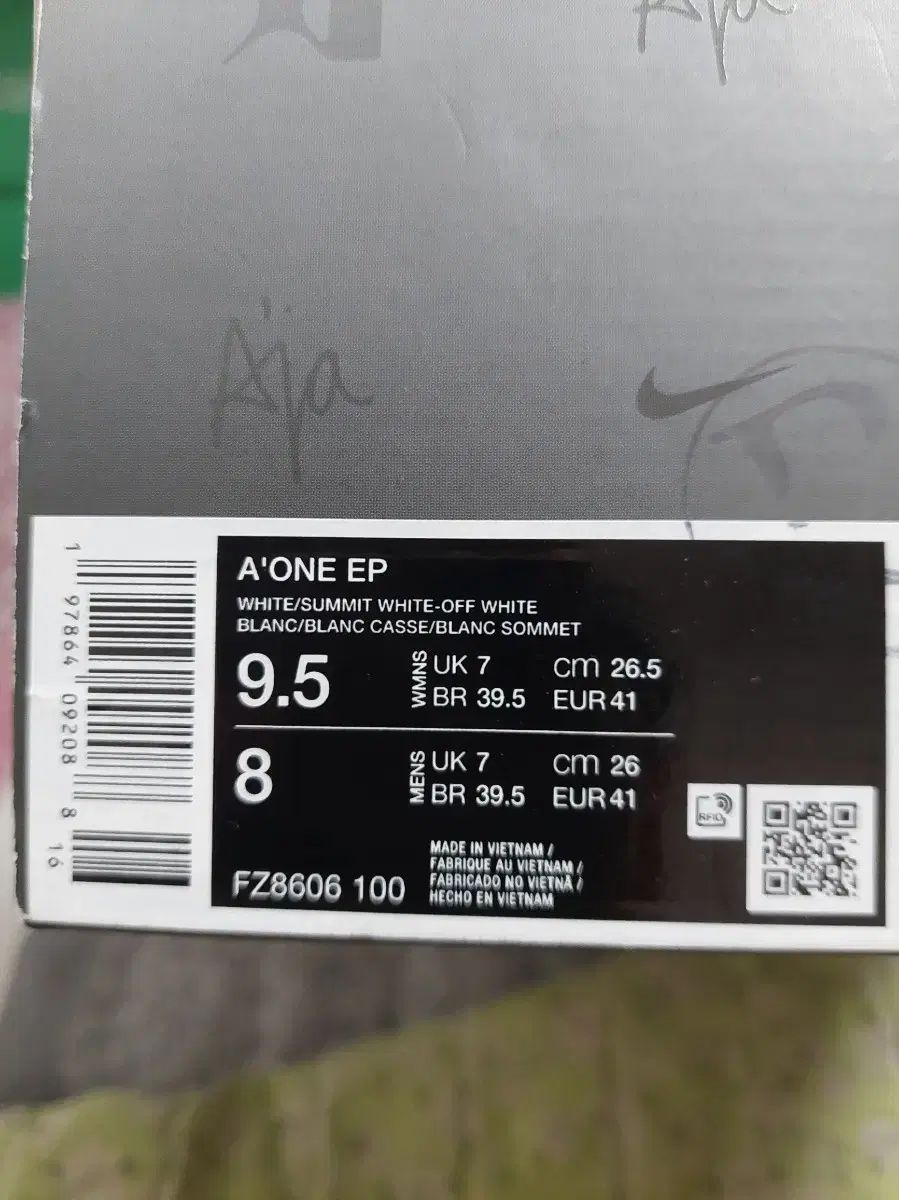 A'ja
A'ja
A'ONE EP
WHITE/SUMMIT WHITE-OFF WHITE
BLANC/BLANC CASSE/BLANC SOMMET
9.5 WMNS UK 7 CM 26.5
BR 39.5 EUR 41
8 MENS UK 7 CM 26
BR 39.5 EUR 41
RFID
MADE IN VIETNAM /
FABRIQUE AU VIETNAM /
FABRICADO NO VIETNÃ /
HECHO EN VIETNAM
FZ8606 100
1 97864 09208 8 16